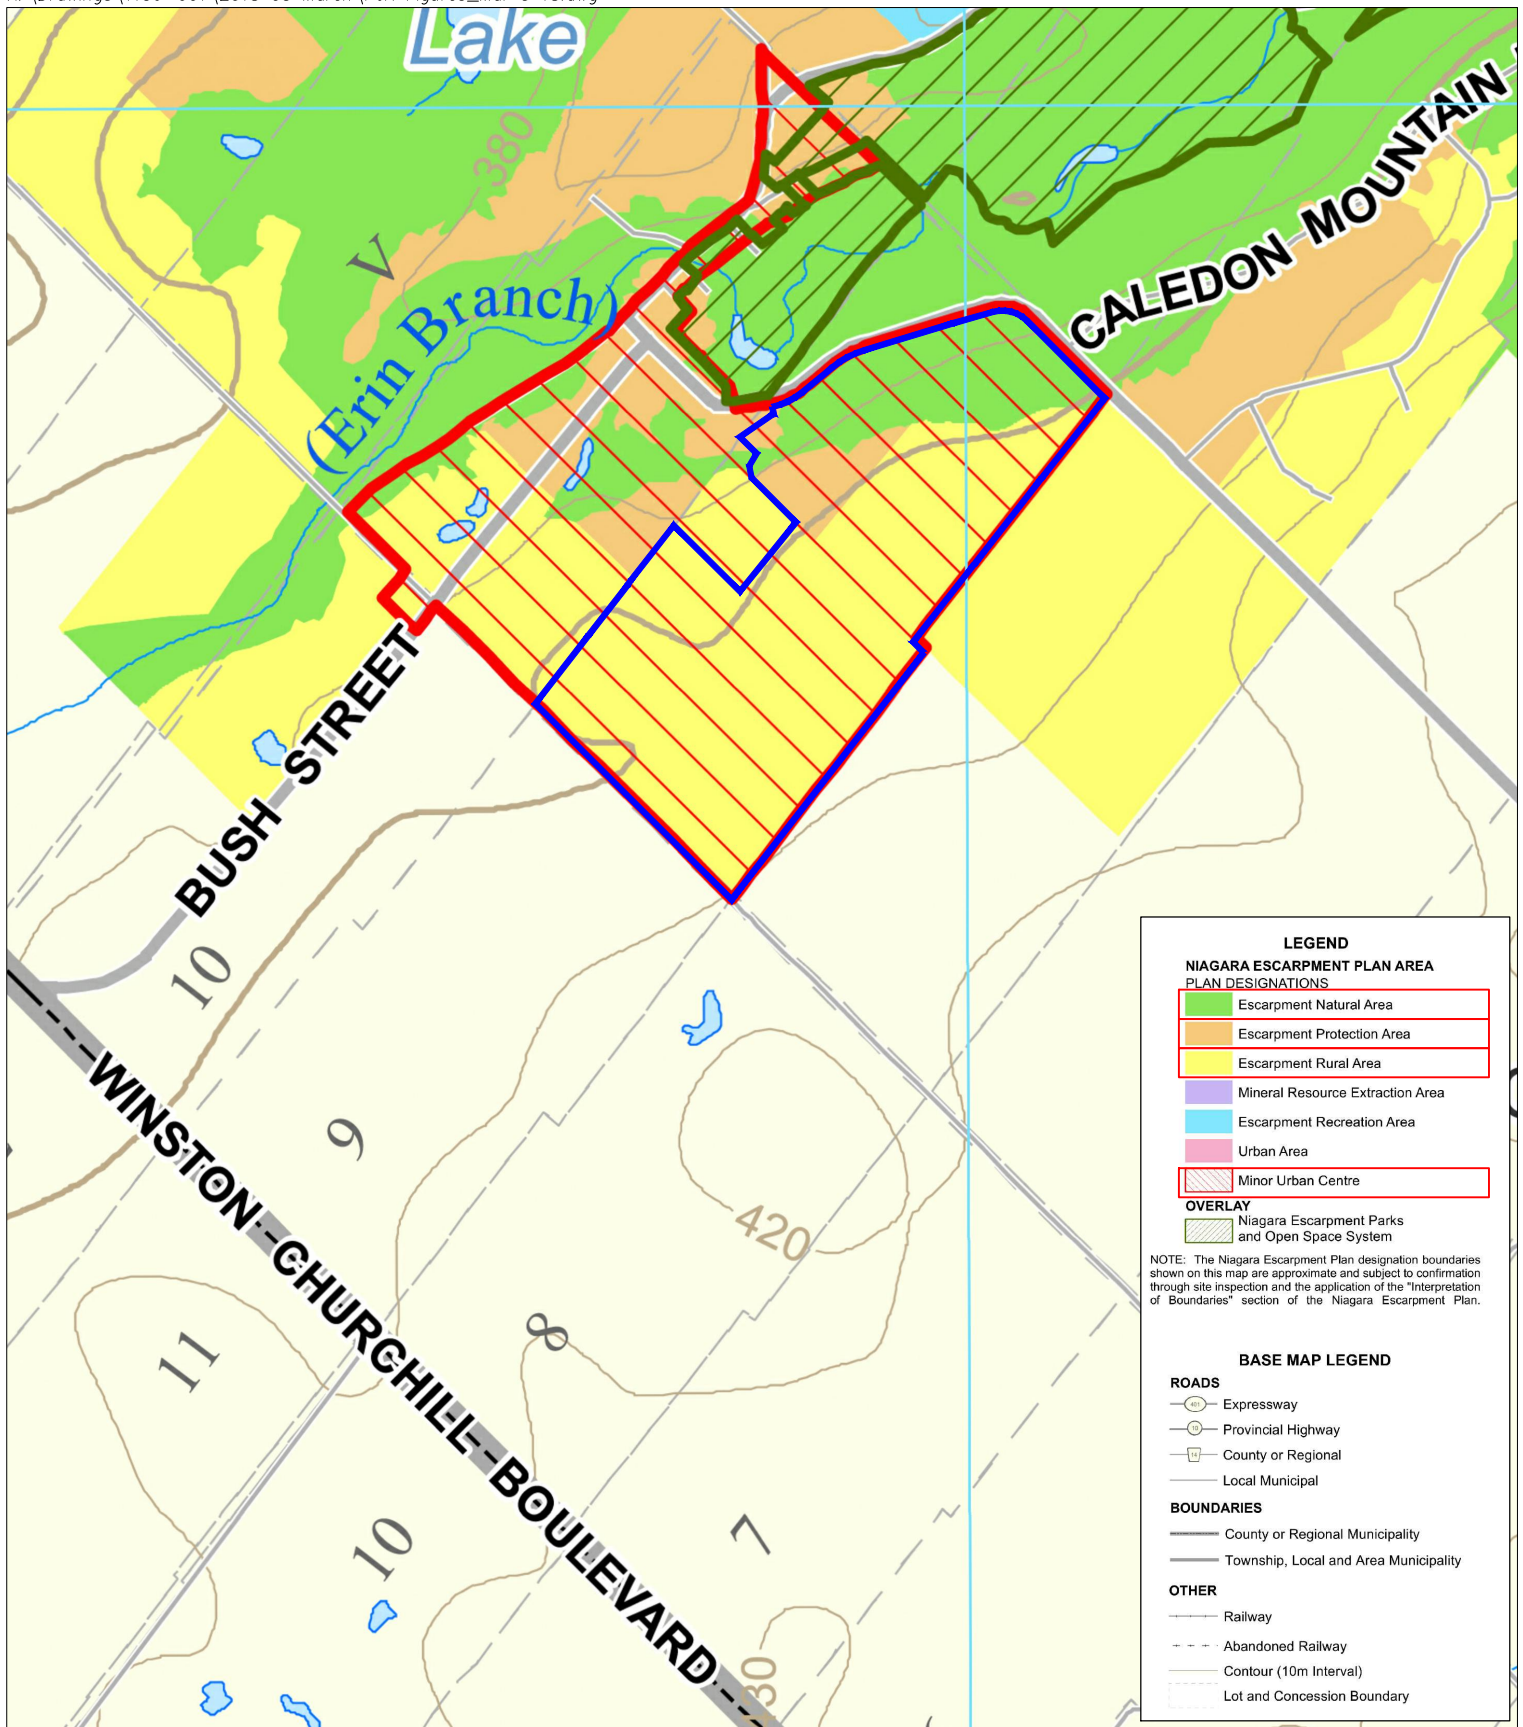 Lake
380
V
(Erin Branch)
CALEDON MOUNTAIN
BUSH STREET
10
WINSTON CHURCHILL BOULEVARD
9
420
8
11
10
7
LEGEND
NIAGARA ESCARPMENT PLAN AREA
PLAN DESIGNATIONS
Escarpment Natural Area
Escarpment Protection Area
Escarpment Rural Area
Mineral Resource Extraction Area
Escarpment Recreation Area
Urban Area
Minor Urban Centre
OVERLAY
Niagara Escarpment Parks
and Open Space System
NOTE: The Niagara Escarpment Plan designation boundaries
shown on this map are approximate and subject to confirmation
through site inspection and the application of the "Interpretation
of Boundaries" section of the Niagara Escarpment Plan.
BASE MAP LEGEND
ROADS
401 Expressway
10 Provincial Highway
14 County or Regional
Local Municipal
BOUNDARIES
County or Regional Municipality
Township, Local and Area Municipality
OTHER
Railway
Abandoned Railway
Contour (10m Interval)
Lot and Concession Boundary